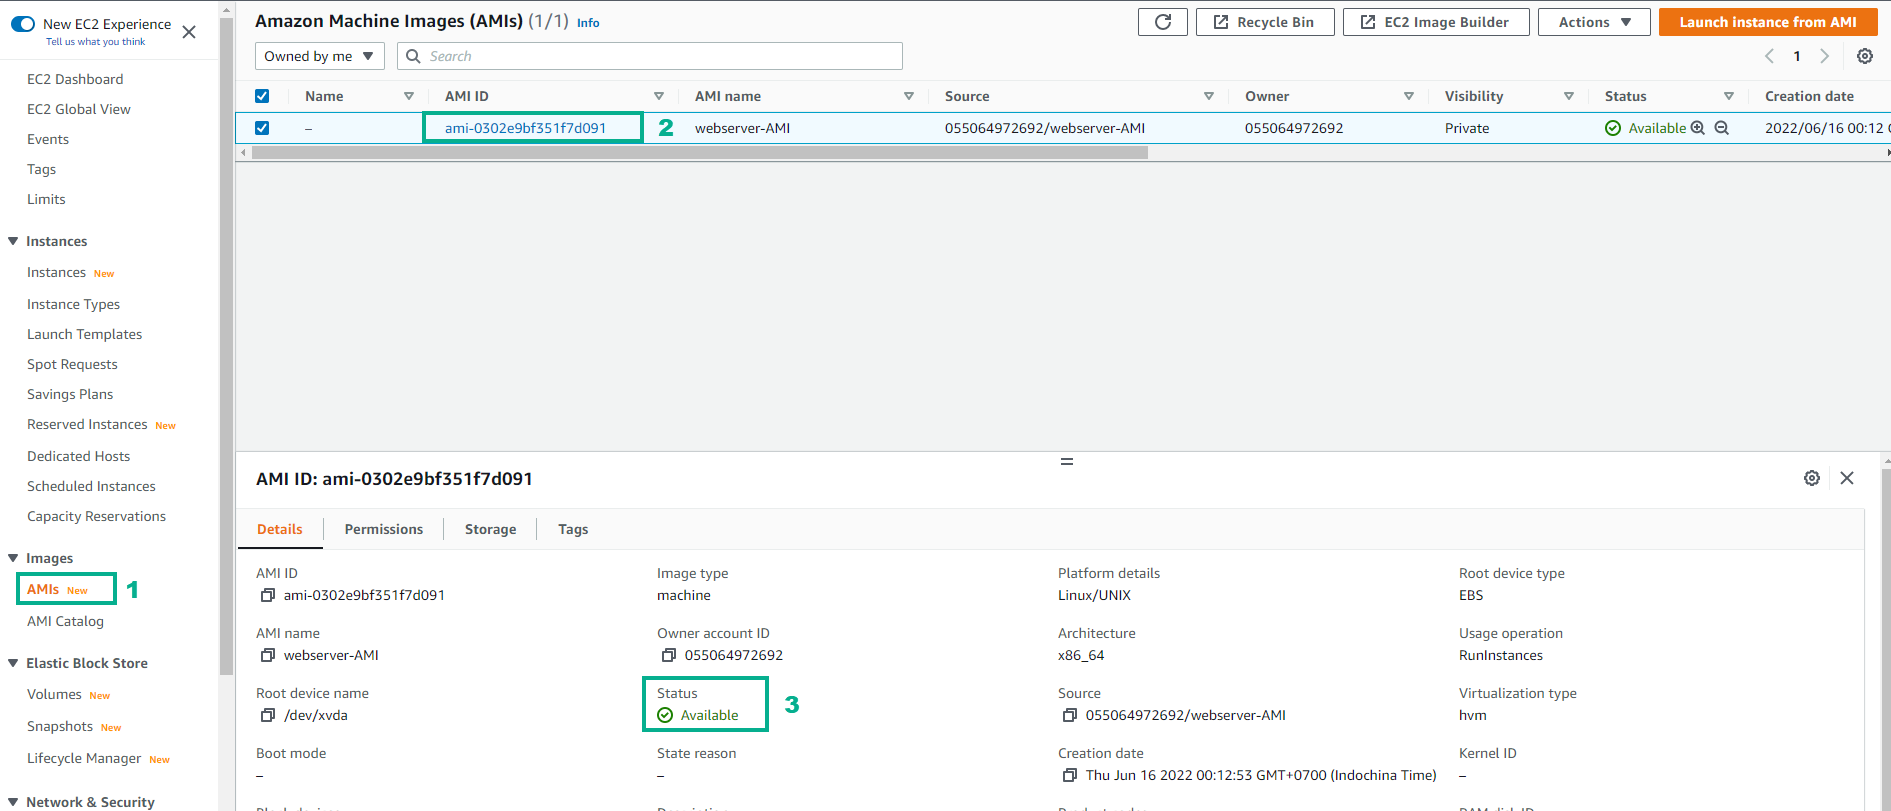 New EC2 Experience
Tell us what you think
EC2 Dashboard
EC2 Global View
Events
Tags
Limits
Instances
Instances New
Instance Types
Launch Templates
Spot Requests
Savings Plans
Reserved Instances New
Dedicated Hosts
Scheduled Instances
Capacity Reservations
Images
AMIs New 1
AMI Catalog
Elastic Block Store
Volumes New
Snapshots New
Lifecycle Manager New
Network & Security
Amazon Machine Images (AMIs) (1/1) Info
Recycle Bin
EC2 Image Builder
Actions
Launch instance from AMI
Owned by me
Search
1
Name AMI ID AMI name Source Owner Visibility Status Creation date
– ami-0302e9bf351f7d091 2 webserver-AMI 055064972692/webserver-AMI 055064972692 Private Available 2022/06/16 00:12
AMI ID: ami-0302e9bf351f7d091
Details Permissions Storage Tags
AMI ID Image type Platform details Root device type
ami-0302e9bf351f7d091 machine Linux/UNIX EBS
AMI name Owner account ID Architecture Usage operation
webserver-AMI 055064972692 x86_64 RunInstances
Root device name Status Source Virtualization type
/dev/xvda Available 3 055064972692/webserver-AMI hvm
Boot mode State reason Creation date Kernel ID
– – Thu Jun 16 2022 00:12:53 GMT+0700 (Indochina Time) –